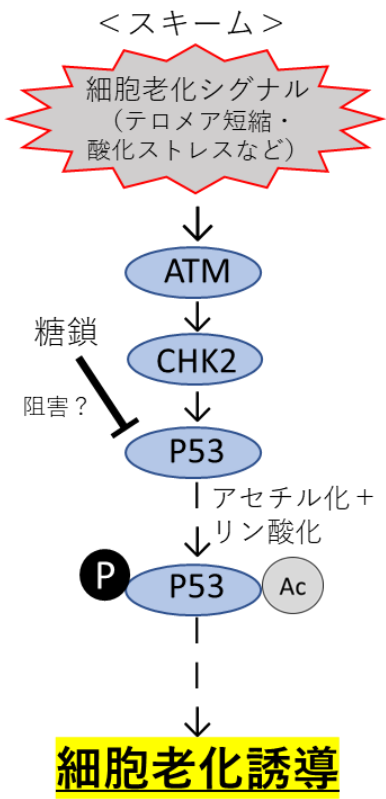 ＜スキーム＞
細胞老化シグナル
（テロメア短縮・
酸化ストレスなど）
ATM
CHK2
糖鎖
阻害？
P53
アセチル化＋
リン酸化
P
P53
Ac
細胞老化誘導